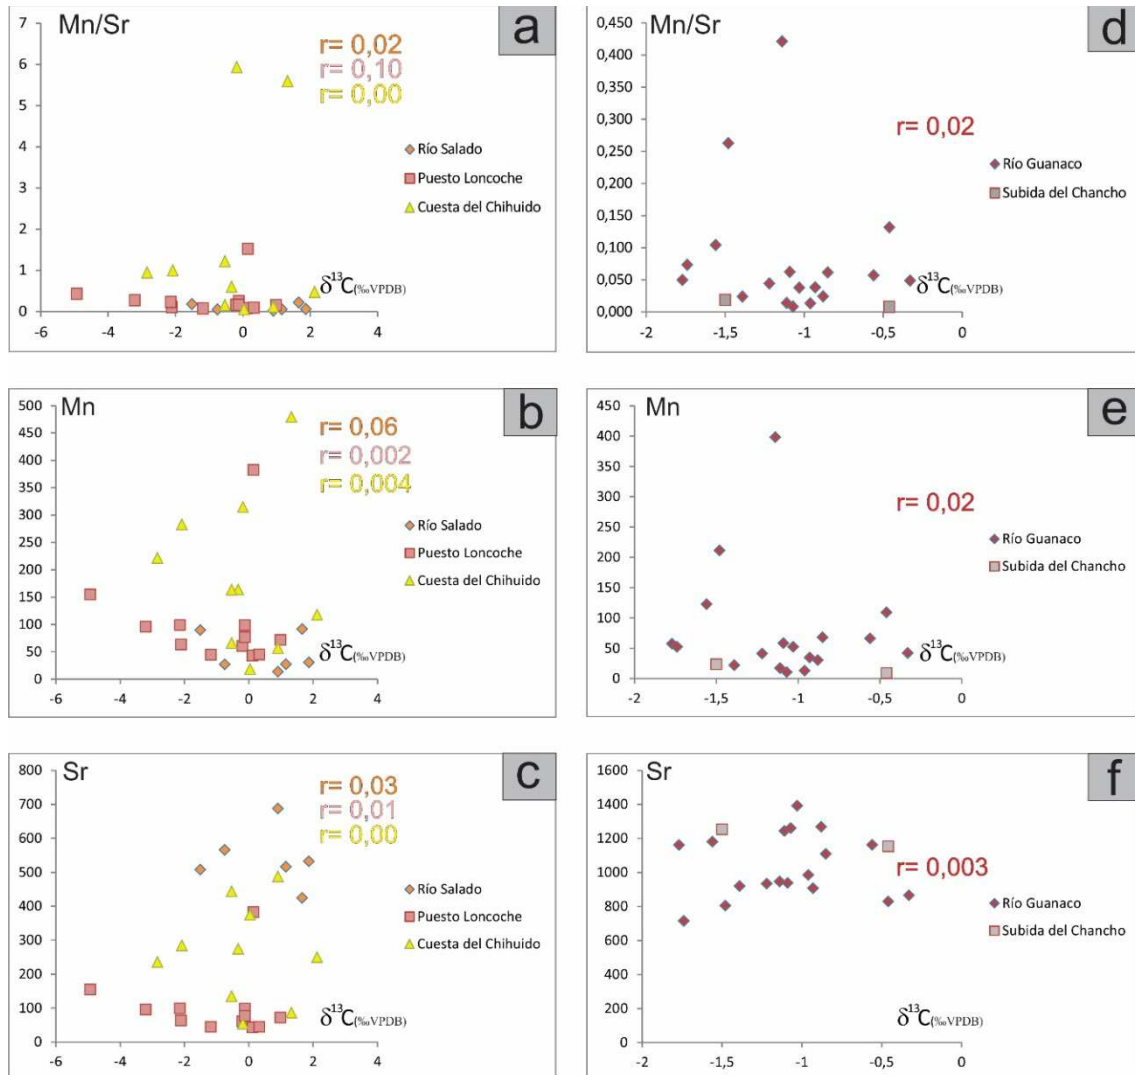 Mn/Sr
a
7
6
5
4
3
2
1
0
r= 0,02
r= 0,10
r= 0,00
Río Salado
Puesto Loncoche
Cuesta del Chihuido
δ¹³C(‰VPDB)
-6 -4 -2 0 2 4
Mn/Sr
d
0,450
0,400
0,350
0,300
0,250
0,200
0,150
0,100
0,050
0,000
r= 0,02
Río Guanaco
Subida del Chancho
δ¹³C(‰VPDB)
-2 -1,5 -1 -0,5 0
Mn
b
500
450
400
350
300
250
200
150
100
50
0
r= 0,06
r= 0,002
r= 0,004
Río Salado
Puesto Loncoche
Cuesta del Chihuido
δ¹³C(‰VPDB)
-6 -4 -2 0 2 4
Mn
e
450
400
350
300
250
200
150
100
50
0
r= 0,02
Río Guanaco
Subida del Chancho
δ¹³C(‰VPDB)
-2 -1,5 -1 -0,5 0
Sr
c
800
700
600
500
400
300
200
100
0
r= 0,03
r= 0,01
r= 0,00
Río Salado
Puesto Loncoche
Cuesta del Chihuido
δ¹³C(‰VPDB)
-6 -4 -2 0 2 4
Sr
f
1600
1400
1200
1000
800
600
400
200
0
r= 0,003
Río Guanaco
Subida del Chancho
δ¹³C(‰VPDB)
-2 -1,5 -1 -0,5 0